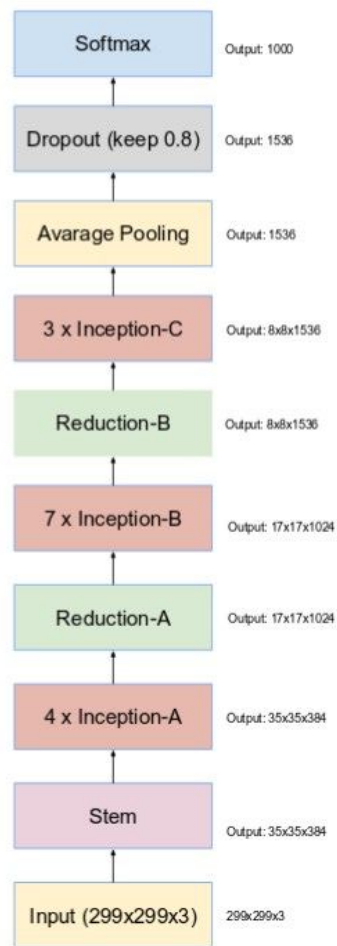 Softmax
Output: 1000
Dropout (keep 0.8)
Output: 1536
Avarage Pooling
Output: 1536
3 x Inception-C
Output: 8x8x1536
Reduction-B
Output: 8x8x1536
7 x Inception-B
Output: 17x17x1024
Reduction-A
Output: 17x17x1024
4 x Inception-A
Output: 35x35x384
Stem
Output: 35x35x384
Input (299x299x3)
299x299x3